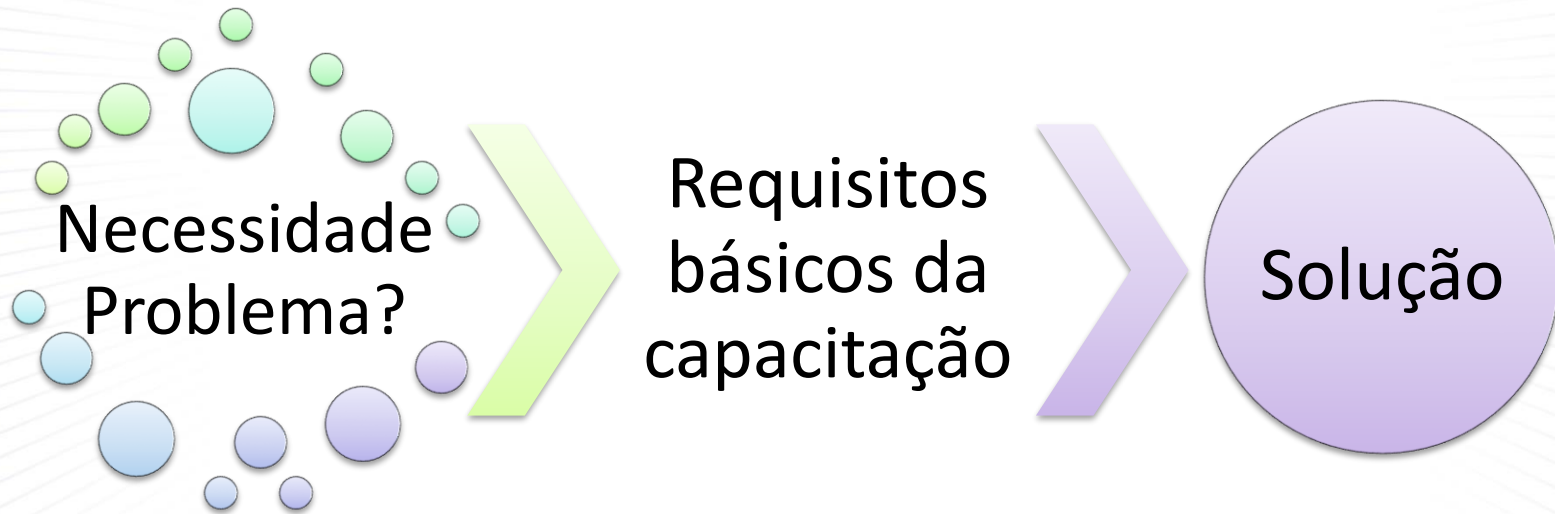 Necessidade
Problema?
Requisitos
básicos da
capacitação
Solução